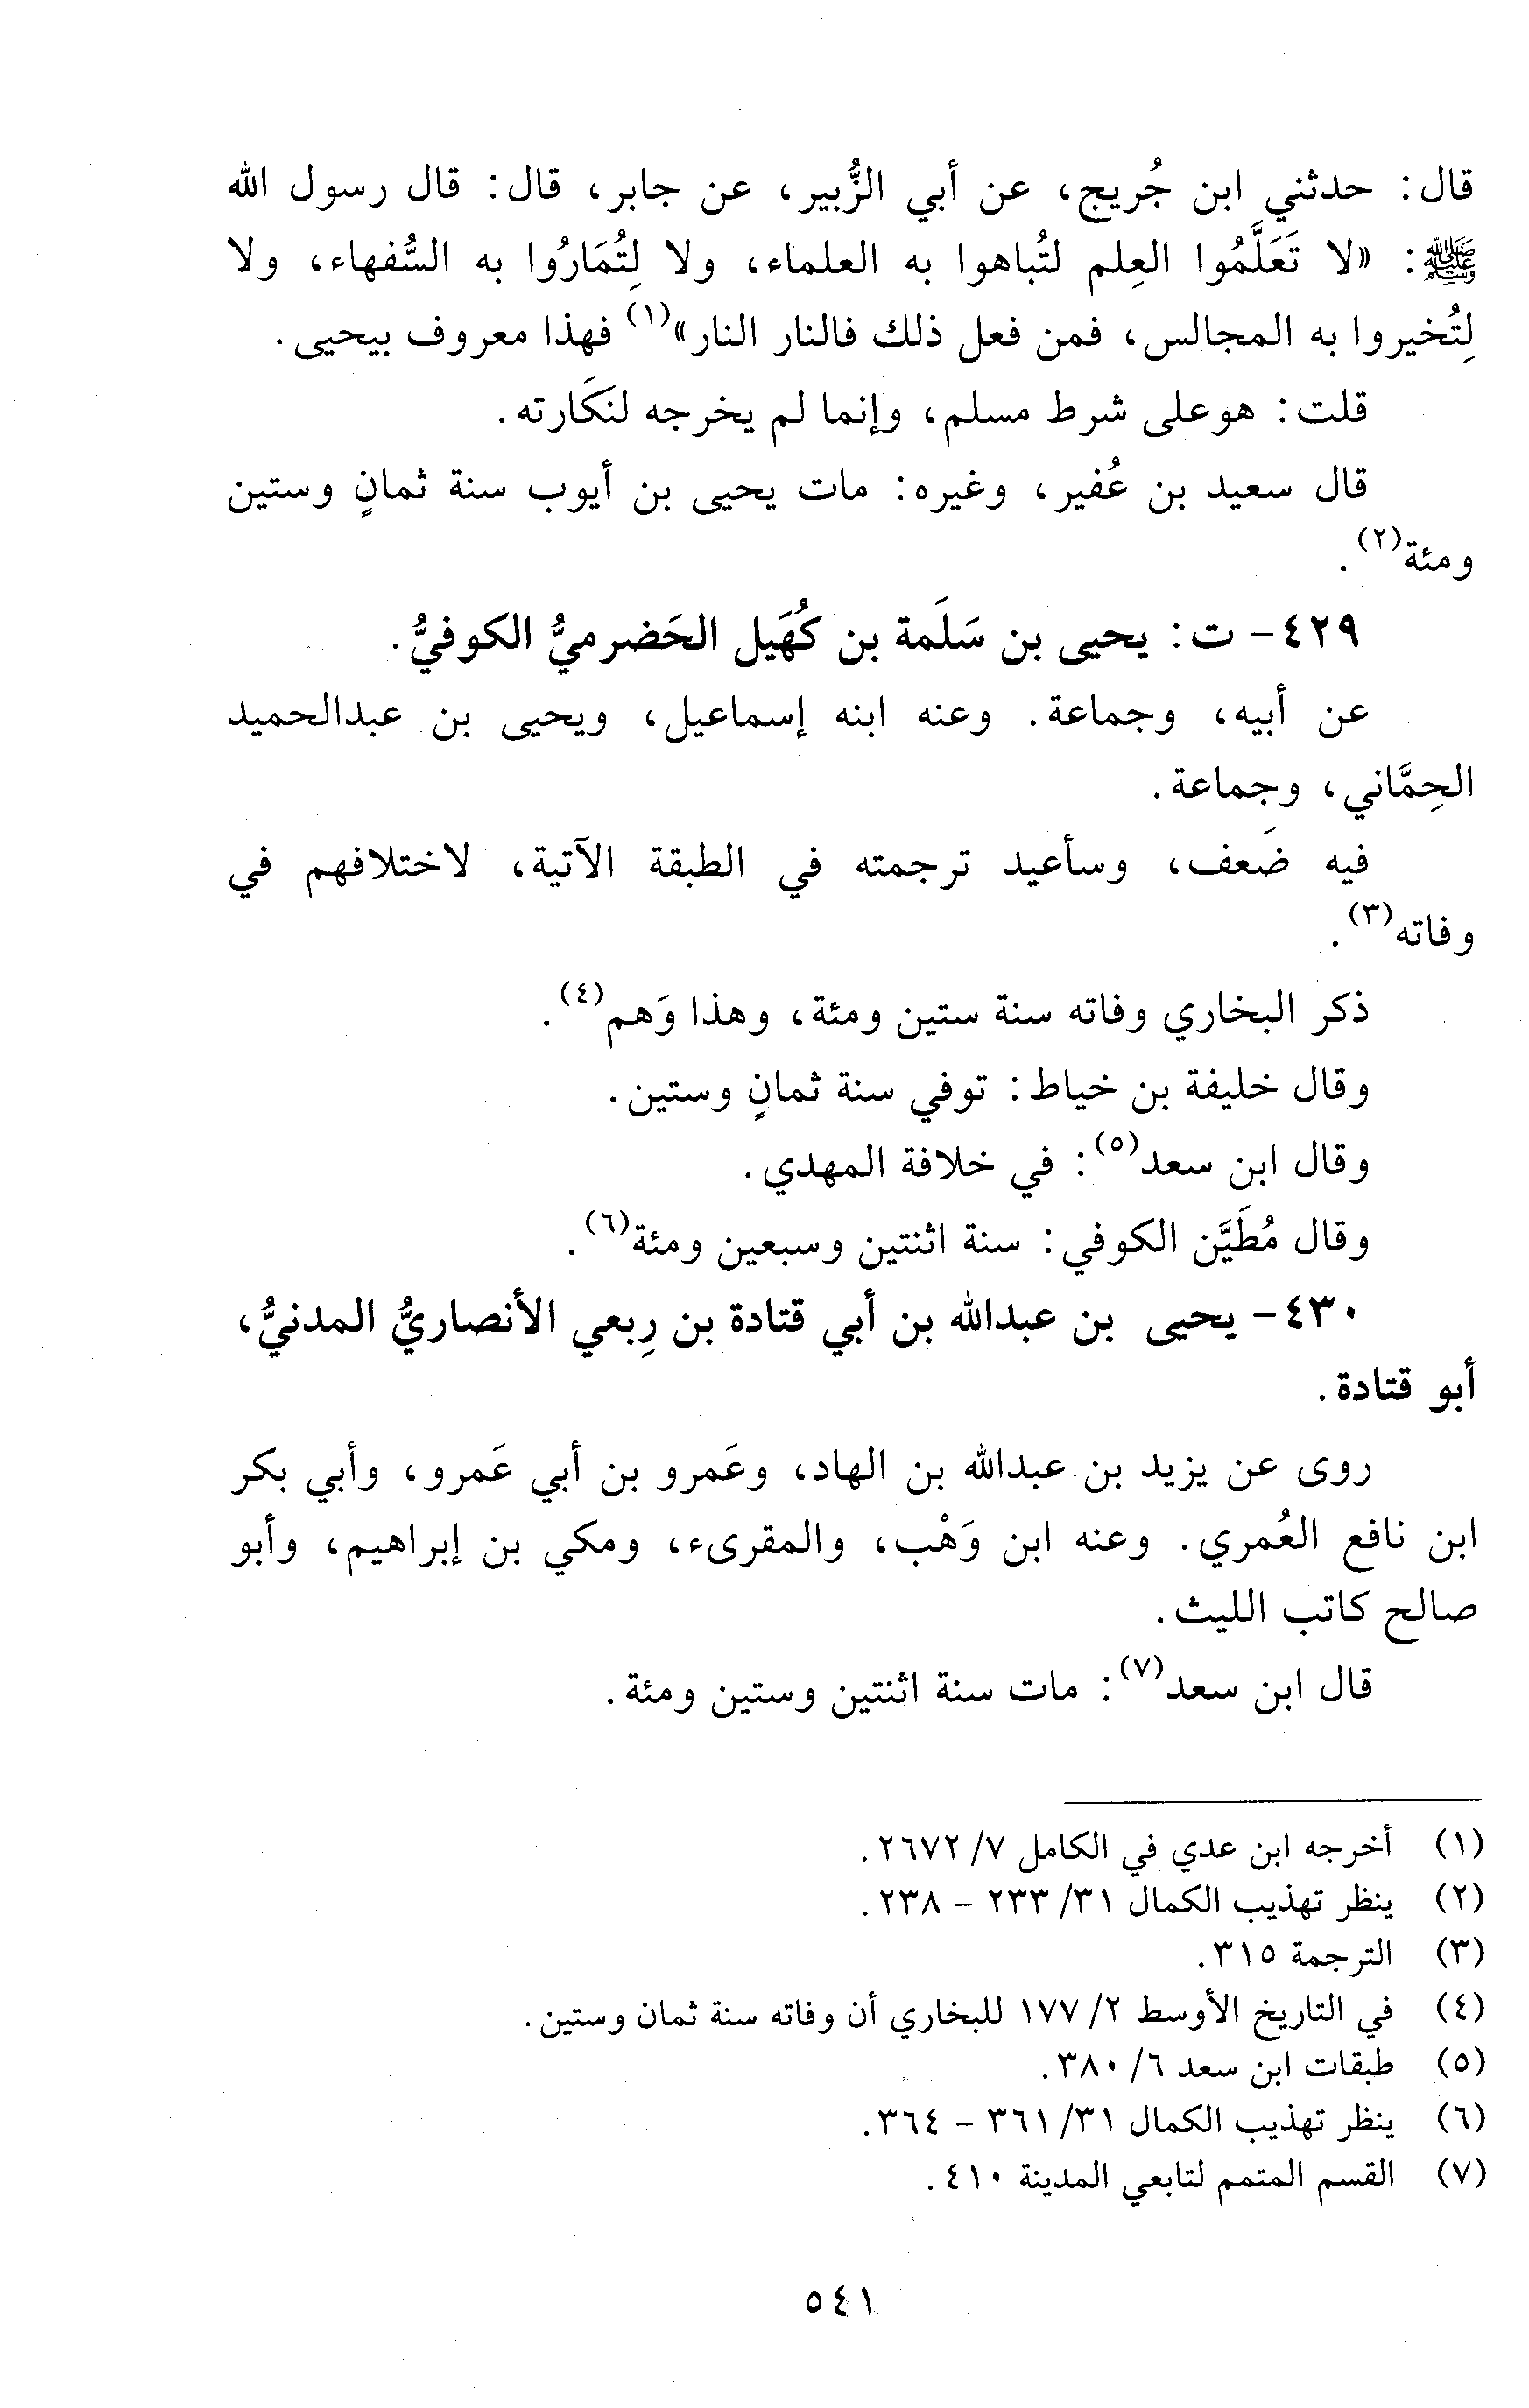 قال: حدثني ابن جُريج، عن أبي الزُّبير، عن جابر، قال: قال رسول الله
ﷺ: «لا تَعَلَّمُوا العِلم لتُباهوا به العلماء، ولا لِتُمَارُوا به السُّفهاء، ولا
لِتُخيروا به المجالس، فمن فعل ذلك فالنار النار»(١) فهذا معروف بيحيى.
قلت: هو على شرط مسلم، وإنما لم يخرجه لنكَارته.
قال سعيد بن عُفير، وغيره: مات يحيى بن أيوب سنة ثمانٍ وستين
ومئة(٢).
٤٢٩- ت: يحيى بن سَلَمة بن كُهَيل الحَضرميُّ الكوفيُّ.
عن أبيه، وجماعة. وعنه ابنه إسماعيل، ويحيى بن عبدالحميد
الحِمَّاني، وجماعة.
فيه ضَعف، وسأعيد ترجمته في الطبقة الآتية، لاختلافهم في
وفاته(٣).
ذكر البخاري وفاته سنة ستين ومئة، وهذا وَهم(٤).
وقال خليفة بن خياط: توفي سنة ثمانٍ وستين.
وقال ابن سعد(٥): في خلافة المهدي.
وقال مُطَيَّن الكوفي: سنة اثنتين وسبعين ومئة(٦).
٤٣٠- يحيى بن عبدالله بن أبي قتادة بن رِبعي الأنصاريُّ المدنيُّ،
أبو قتادة.
روى عن يزيد بن عبدالله بن الهاد، وعَمرو بن أبي عَمرو، وأبي بكر
ابن نافع العُمري. وعنه ابن وَهْب، والمقرىء، ومكي بن إبراهيم، وأبو
صالح كاتب الليث.
قال ابن سعد(٧): مات سنة اثنتين وستين ومئة.
(١) أخرجه ابن عدي في الكامل ٧/ ٢٦٧٢.
(٢) ينظر تهذيب الكمال ٣١/ ٢٣٣ - ٢٣٨.
(٣) الترجمة ٣١٥.
(٤) في التاريخ الأوسط ٢/ ١٧٧ للبخاري أن وفاته سنة ثمان وستين.
(٥) طبقات ابن سعد ٦/ ٣٨٠.
(٦) ينظر تهذيب الكمال ٣١/ ٣٦١ - ٣٦٤.
(٧) القسم المتمم لتابعي المدينة ٤١٠.
٥٤١